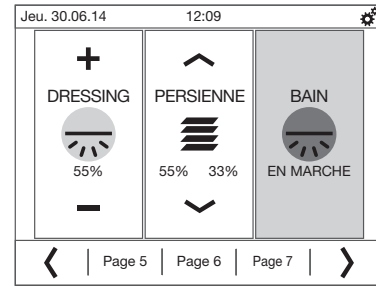 Jeu. 30.06.14 12:09
DRESSING PERSIENNE BAIN
55% 55% 33% EN MARCHE
Page 5 Page 6 Page 7